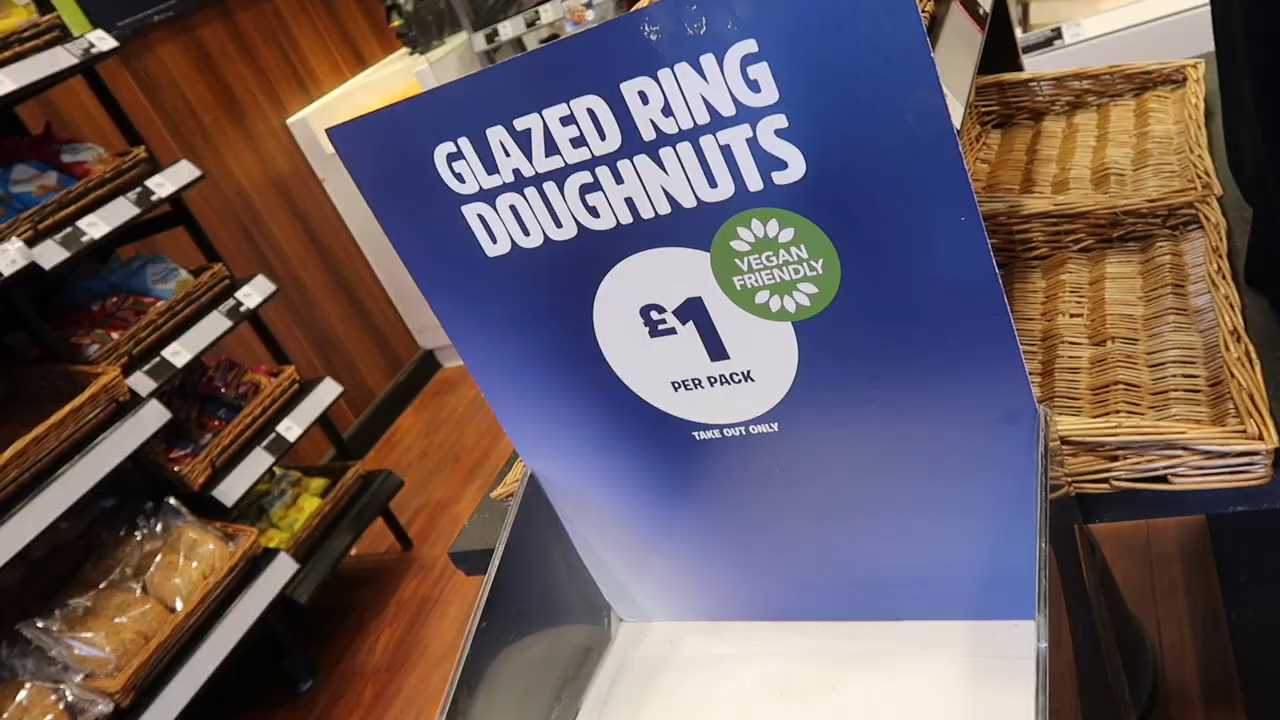 GLAZED RING
DOUGHNUTS
VEGAN
FRIENDLY
£1
PER PACK
TAKE OUT ONLY